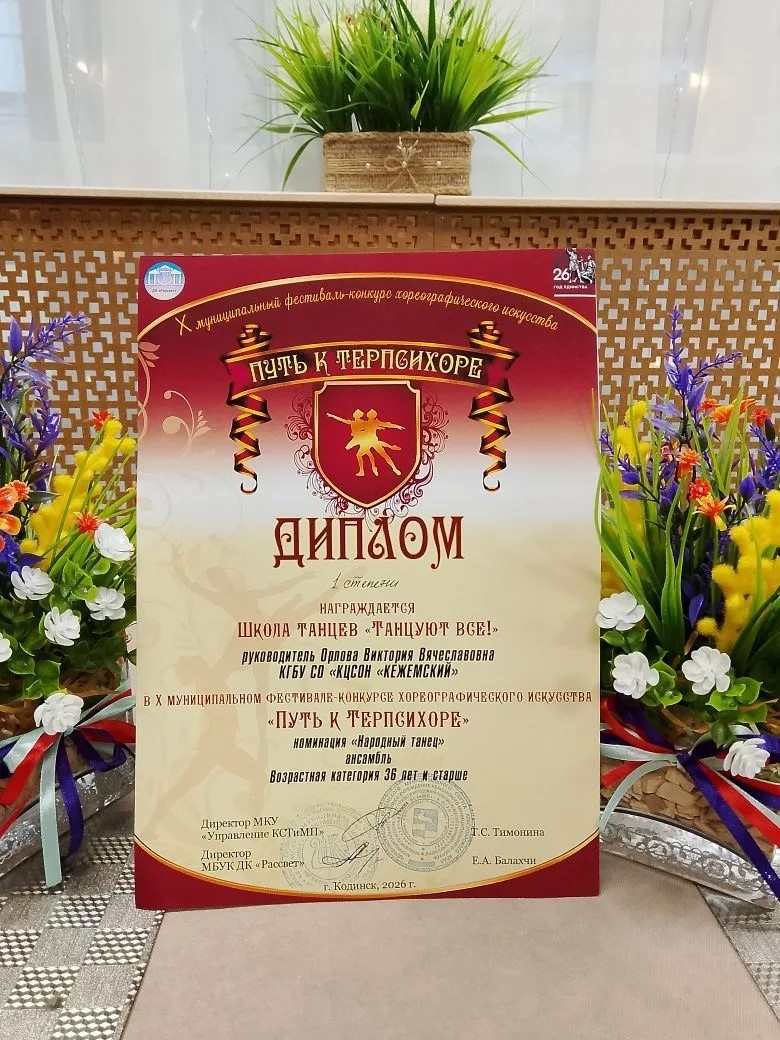 ДК «Рассвет»
26
ГОД ЕДИНСТВА
X муниципальный фестиваль-конкурс хореографического искусства
ПУТЬ К ТЕРПСИХОРЕ
ДИПЛОМ
1 степени
НАГРАЖДАЕТСЯ
ШКОЛА ТАНЦЕВ «ТАНЦУЮТ ВСЕ!»
руководитель Орлова Виктория Вячеславовна
КГБУ СО «КЦСОН «КЕЖЕМСКИЙ»
В X МУНИЦИПАЛЬНОМ ФЕСТИВАЛЕ-КОНКУРСЕ ХОРЕОГРАФИЧЕСКОГО ИСКУССТВА
«ПУТЬ К ТЕРПСИХОРЕ»
номинация «Народный танец»
ансамбль
Возрастная категория 36 лет и старше
Директор МКУ
«Управление КСТиМП» Т.С. Тимонина
Директор
МБУК ДК «Рассвет» Е.А. Балахчи
г. Кодинск, 2026 г.